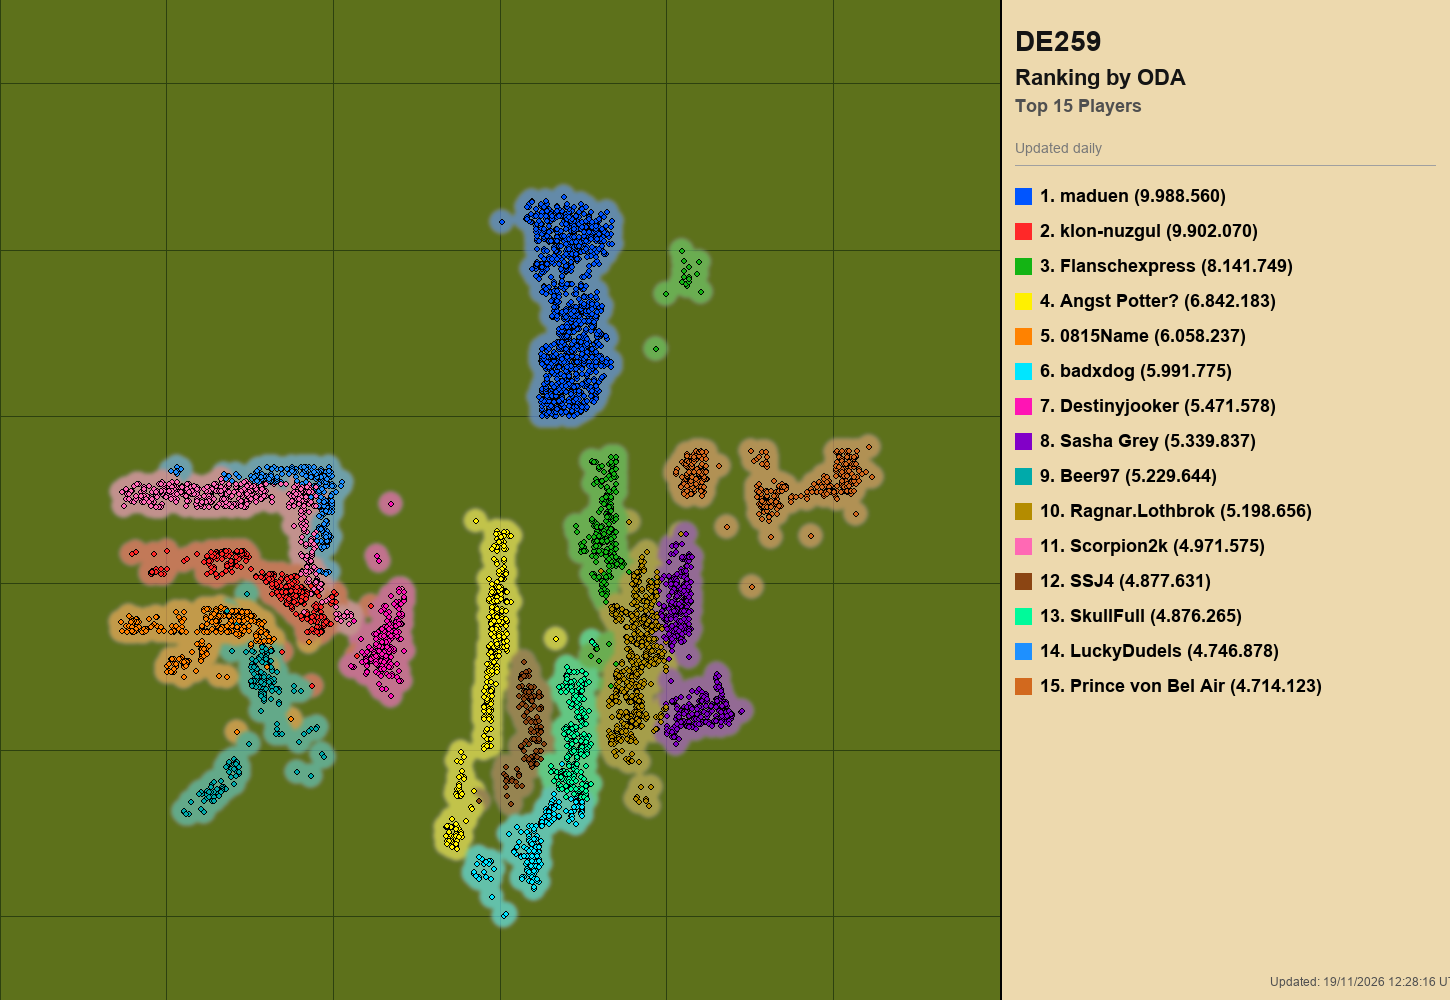 DE259
Ranking by ODA
Top 15 Players
Updated daily
1. maduen (9.988.560)
2. klon-nuzgul (9.902.070)
3. Flanschexpress (8.141.749)
4. Angst Potter? (6.842.183)
5. 0815Name (6.058.237)
6. badxdog (5.991.775)
7. Destinyjooker (5.471.578)
8. Sasha Grey (5.339.837)
9. Beer97 (5.229.644)
10. Ragnar.Lothbrok (5.198.656)
11. Scorpion2k (4.971.575)
12. SSJ4 (4.877.631)
13. SkullFull (4.876.265)
14. LuckyDudels (4.746.878)
15. Prince von Bel Air (4.714.123)
Updated: 19/11/2026 12:28:16 U